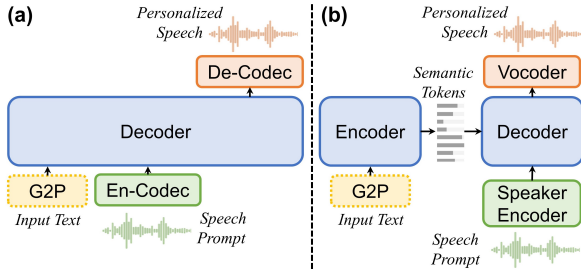 (a)
Personalized
Speech
De-Codec
Decoder
G2P
En-Codec
Input Text
Speech
Prompt
(b)
Personalized
Speech
Vocoder
Semantic
Tokens
Encoder
Decoder
G2P
Input Text
Speaker
Encoder
Speech
Prompt